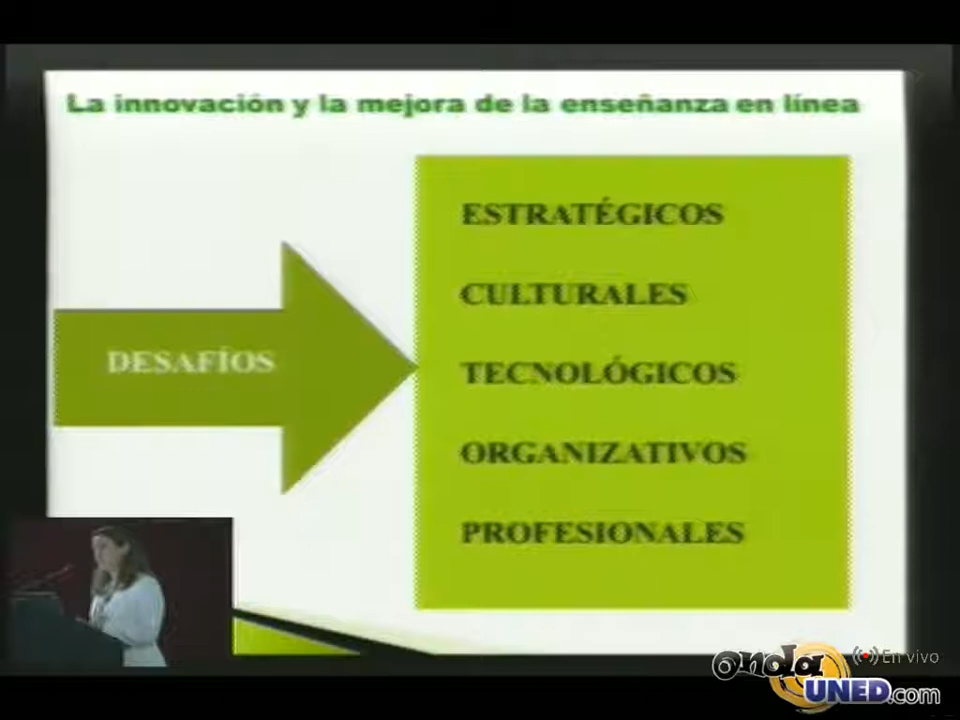 La innovación y la mejora de la enseñanza en línea
DESAFÍOS
ESTRATÉGICOS
CULTURALES
TECNOLÓGICOS
ORGANIZATIVOS
PROFESIONALES
En vivo
onda
UNED.com